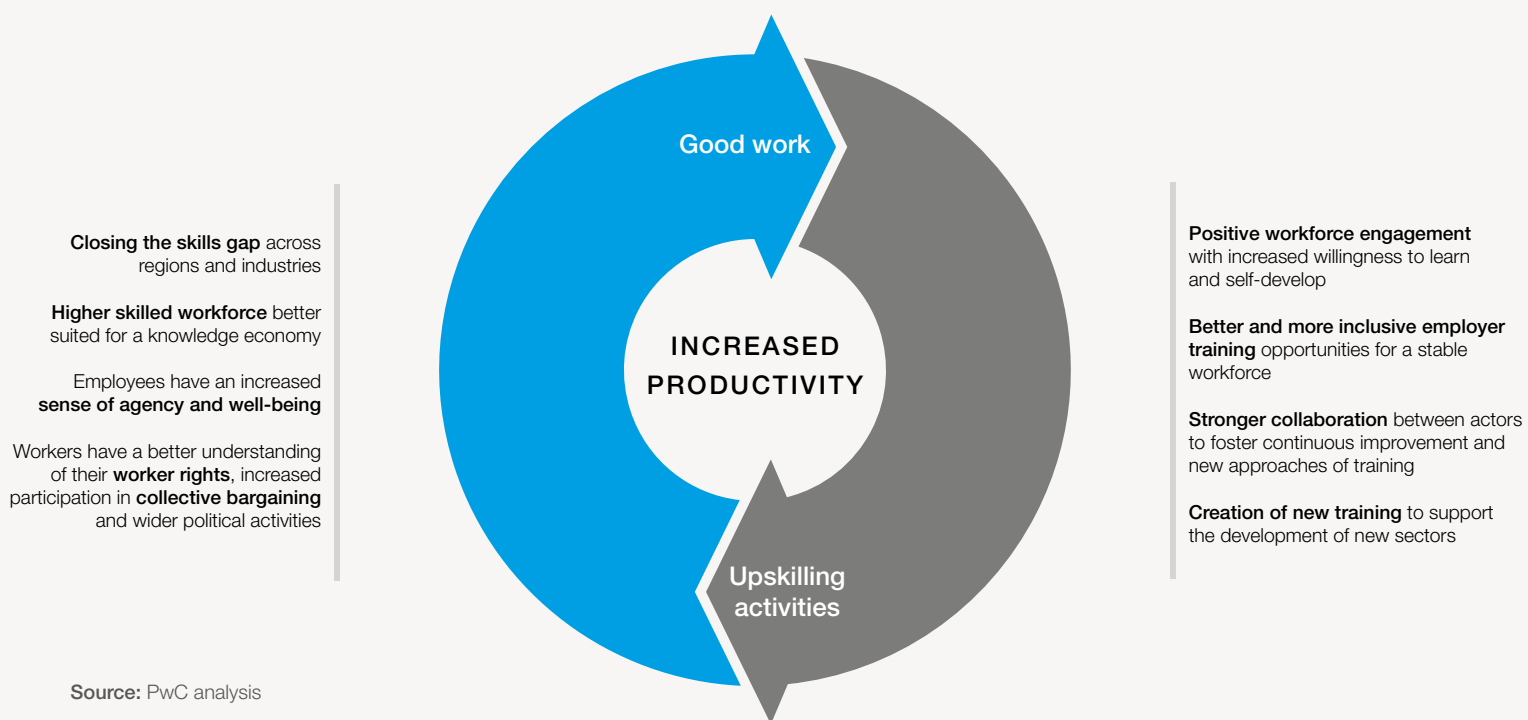 Good work
Closing the skills gap across
regions and industries
Higher skilled workforce better
suited for a knowledge economy
Employees have an increased
sense of agency and well-being
Workers have a better understanding
of their worker rights, increased
participation in collective bargaining
and wider political activities
INCREASED
PRODUCTIVITY
Positive workforce engagement
with increased willingness to learn
and self-develop
Better and more inclusive employer
training opportunities for a stable
workforce
Stronger collaboration between actors
to foster continuous improvement and
new approaches of training
Creation of new training to support
the development of new sectors
Upskilling
activities
Source: PwC analysis